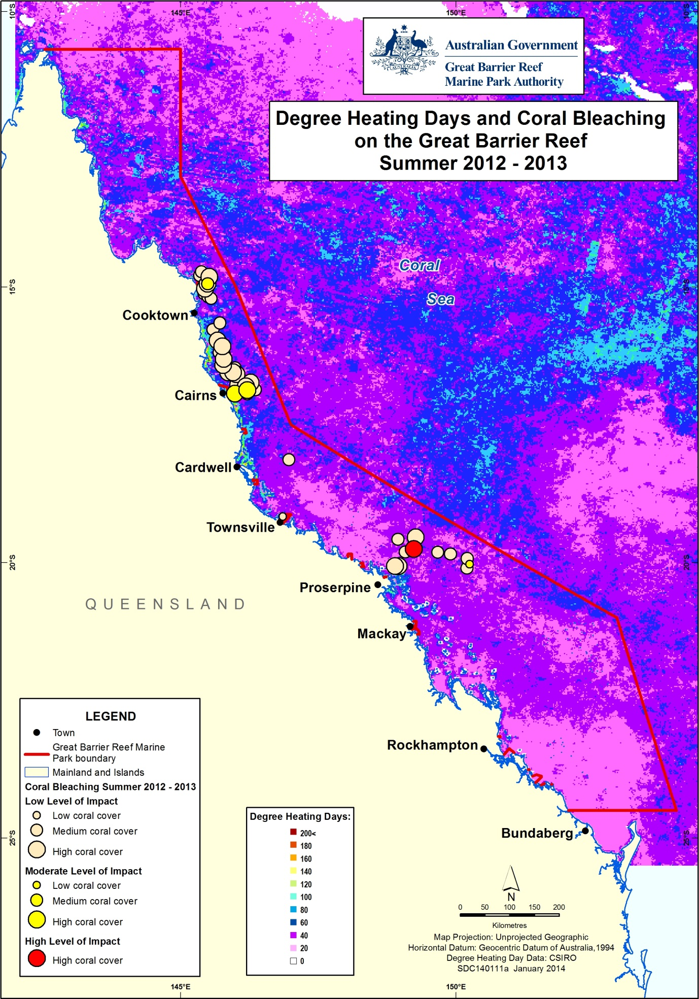 145°E
150°E
10°S
10°S
AUSTRALIA
Australian Government
Great Barrier Reef
Marine Park Authority
Degree Heating Days and Coral Bleaching
on the Great Barrier Reef
Summer 2012 - 2013
Coral
Sea
15°S
15°S
Cooktown
Cairns
Cardwell
Townsville
20°S
20°S
Proserpine
QUEENSLAND
Mackay
Rockhampton
Bundaberg
25°S
25°S
LEGEND
Town
Great Barrier Reef Marine
Park boundary
Mainland and Islands
Coral Bleaching Summer 2012 - 2013
Low Level of Impact
Low coral cover
Medium coral cover
High coral cover
Moderate Level of Impact
Low coral cover
Medium coral cover
High coral cover
High Level of Impact
High coral cover
Degree Heating Days:
200<
180
160
140
120
100
80
60
40
20
0
N
0 50 100 150 200
Kilometres
Map Projection: Unprojected Geographic
Horizontal Datum: Geocentric Datum of Australia,1994
Degree Heating Day Data: CSIRO
SDC140111a January 2014
145°E
150°E